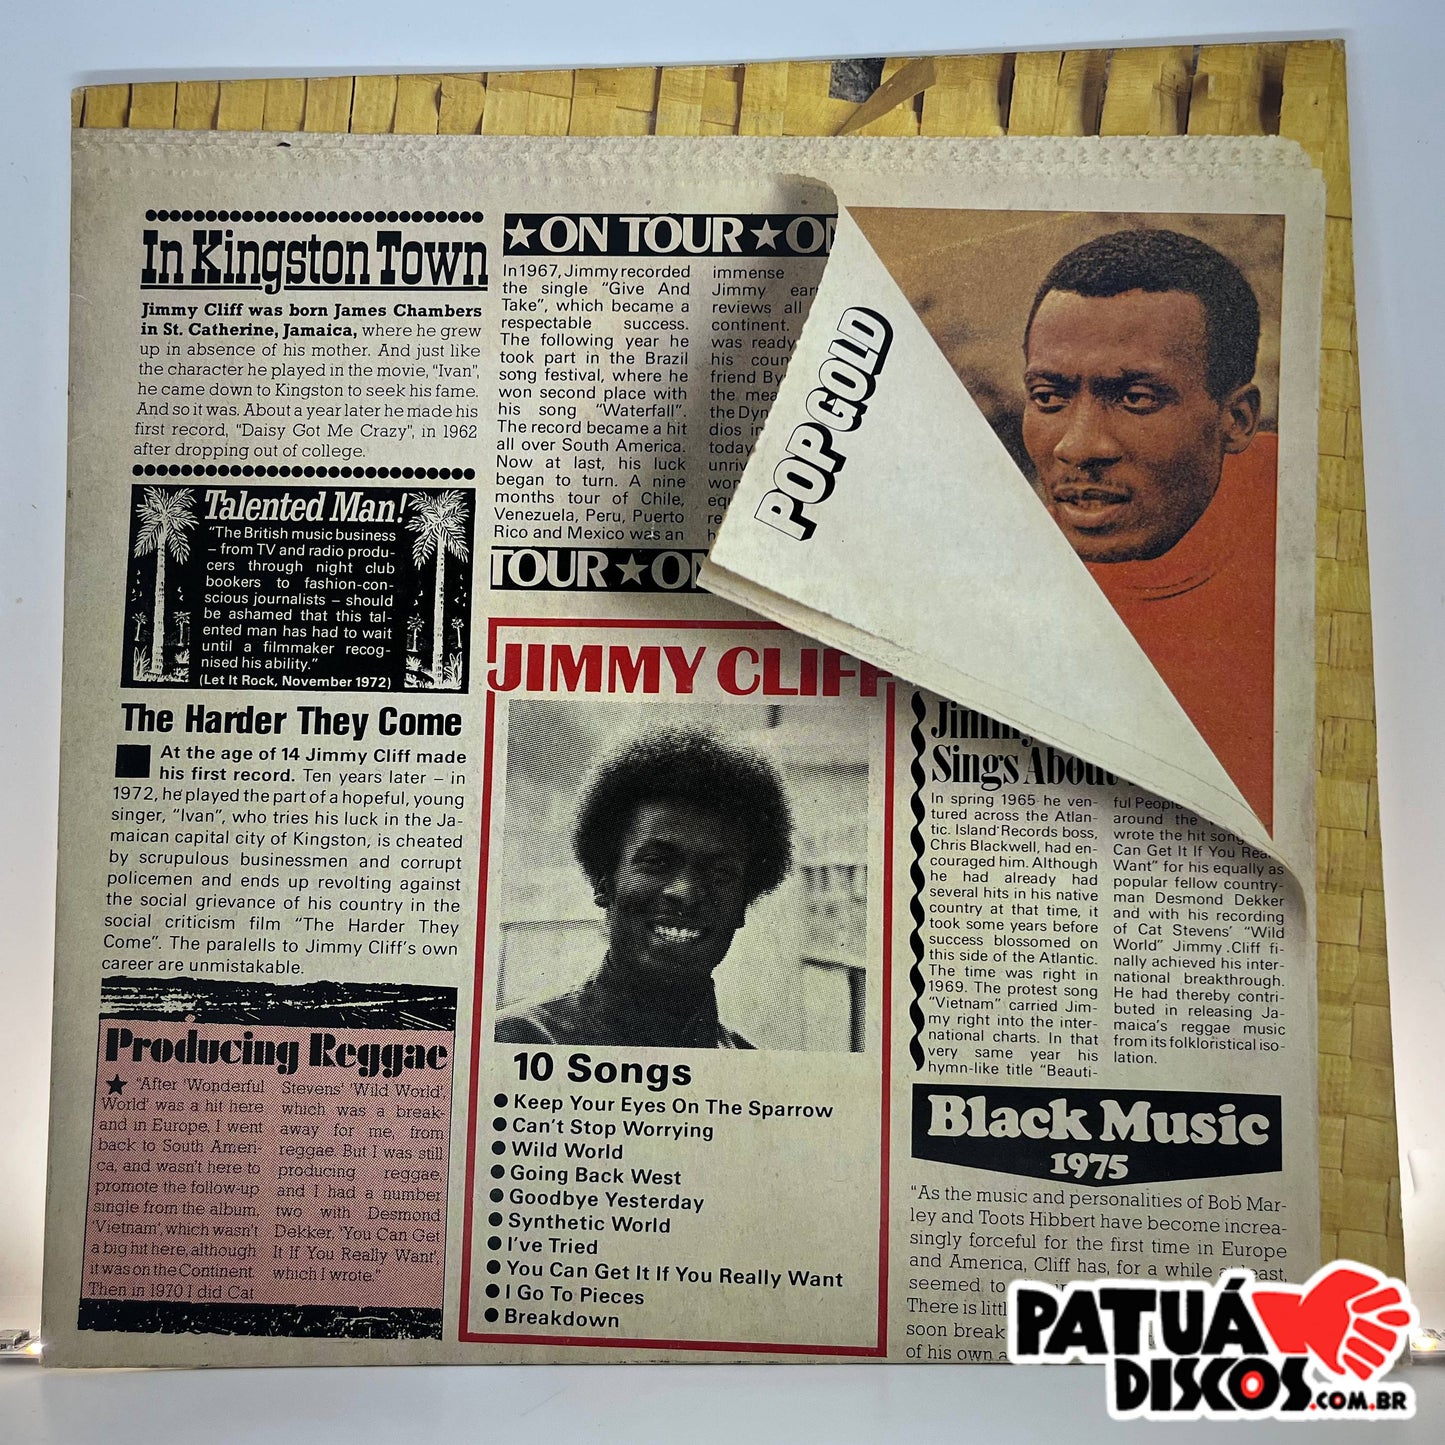 In Kingston Town
Jimmy Cliff was born James Chambers
in St. Catherine, Jamaica, where he grew
up in absence of his mother. And just like
the character he played in the movie, "Ivan",
he came down to Kingston to seek his fame.
And so it was. About a year later he made his
first record, "Daisy Got Me Crazy", in 1962
after dropping out of college.
Talented Man!
"The British music business
– from TV and radio produ-
cers through night club
bookers to fashion-con-
scious journalists – should
be ashamed that this tal-
ented man has had to wait
until a filmmaker recog-
nised his ability."
(Let It Rock, November 1972)
The Harder They Come
At the age of 14 Jimmy Cliff made
his first record. Ten years later – in
1972, he played the part of a hopeful, young
singer, "Ivan", who tries his luck in the Ja-
maican capital city of Kingston, is cheated
by scrupulous businessmen and corrupt
policemen and ends up revolting against
the social grievance of his country in the
social criticism film "The Harder They
Come". The paralells to Jimmy Cliff's own
career are unmistakable.
Producing Reggae
"After 'Wonderful
World' was a hit here
and in Europe, I went
back to South Ameri-
ca, and wasn't here to
promote the follow-up
single from the album,
'Vietnam', which wasn't
a big hit here, although
it was on the Continent.
Then in 1970 I did Cat
Stevens' 'Wild World',
which was a break-
away for me, from
reggae. But I was still
producing reggae,
and I had a number
two with Desmond
Dekker, 'You Can Get
It If You Really Want',
which I wrote."
ON TOUR ON
In 1967, Jimmy recorded
the single "Give And
Take", which became a
respectable success.
The following year he
took part in the Brazil
song festival, where he
won second place with
his song "Waterfall".
The record became a hit
all over South America.
Now at last, his luck
began to turn. A nine
months tour of Chile,
Venezuela, Peru, Puerto
Rico and Mexico was an
immense
Jimmy ear
reviews all
continent.
was ready
his coun
friend By
the mea
the Dyn
dios in
today
unriv
won
equ
re
TOUR ON
POP GOLD
JIMMY CLIFF
10 Songs
Keep Your Eyes On The Sparrow
Can't Stop Worrying
Wild World
Going Back West
Goodbye Yesterday
Synthetic World
I've Tried
You Can Get It If You Really Want
I Go To Pieces
Breakdown
Jimmy
Sings About
In spring 1965 he ven-
tured across the Atlan-
tic. Island Records boss,
Chris Blackwell, had en-
couraged him. Although
he had already had
several hits in his native
country at that time, it
took some years before
success blossomed on
this side of the Atlantic.
The time was right in
1969. The protest song
"Vietnam" carried Jim-
my right into the inter-
national charts. In that
very same year his
hymn-like title "Beauti-
ful People
around the
wrote the hit song
Can Get It If You Rea
Want" for his equally as
popular fellow country-
man Desmond Dekker
and with his recording
of Cat Stevens' "Wild
World" Jimmy Cliff fi-
nally achieved his inter-
national breakthrough.
He had thereby contri-
buted in releasing Ja-
maica's reggae music
from its folkloristical iso-
lation.
Black Music
1975
"As the music and personalities of Bob Mar-
ley and Toots Hibbert have become increa-
singly forceful for the first time in Europe
and America, Cliff has, for a while at least,
seemed to
There is littl
soon break
of his own a
PATUÁ
DISCOS.COM.BR